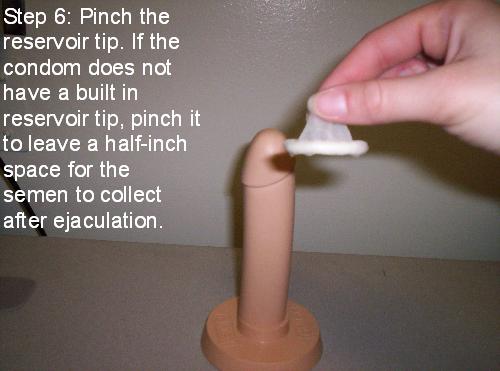 Step 6: Pinch the
reservoir tip. If the
condom does not
have a built in
reservoir tip, pinch it
to leave a half-inch
space for the
semen to collect
after ejaculation.